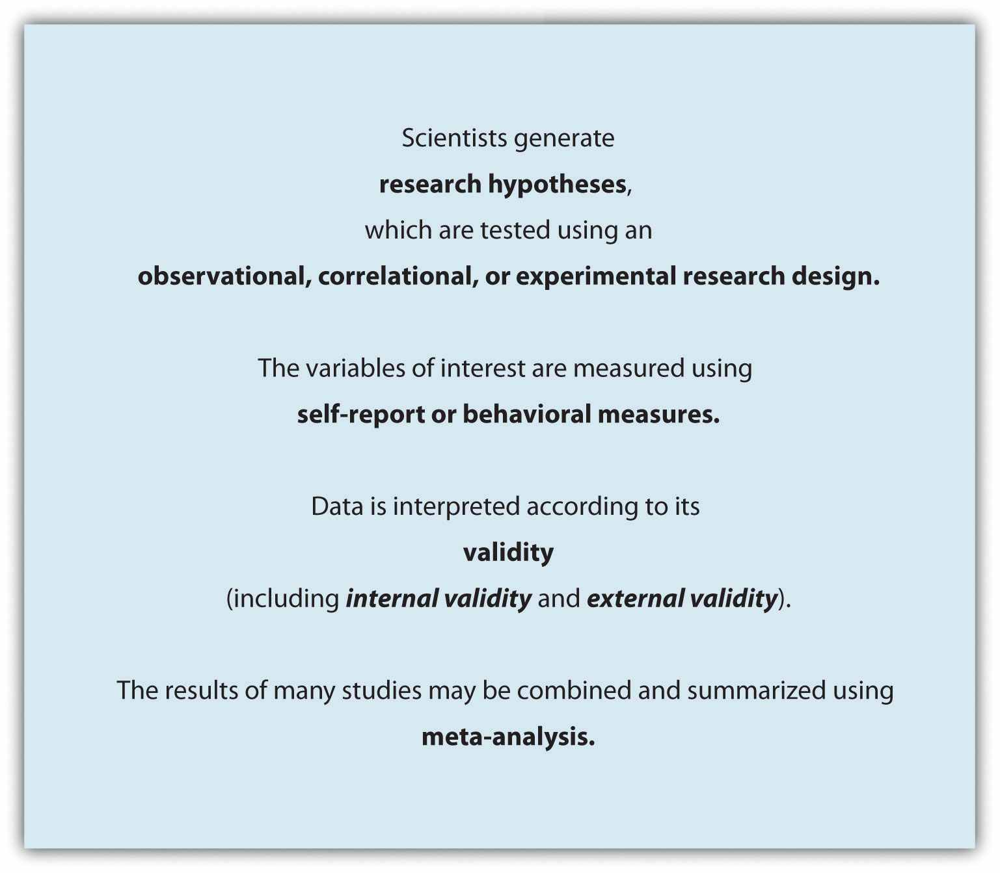 Scientists generate
research hypotheses,
which are tested using an
observational, correlational, or experimental research design.
The variables of interest are measured using
self-report or behavioral measures.
Data is interpreted according to its
validity
(including internal validity and external validity).
The results of many studies may be combined and summarized using
meta-analysis.